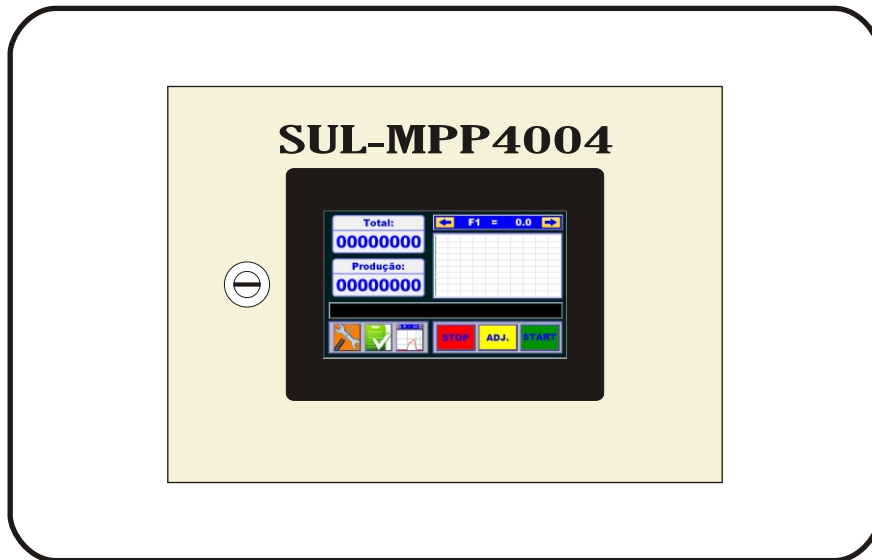 SUL-MPP4004
Total:
00000000
Produção:
00000000
F1 = 0.0
STOP
ADJ.
START